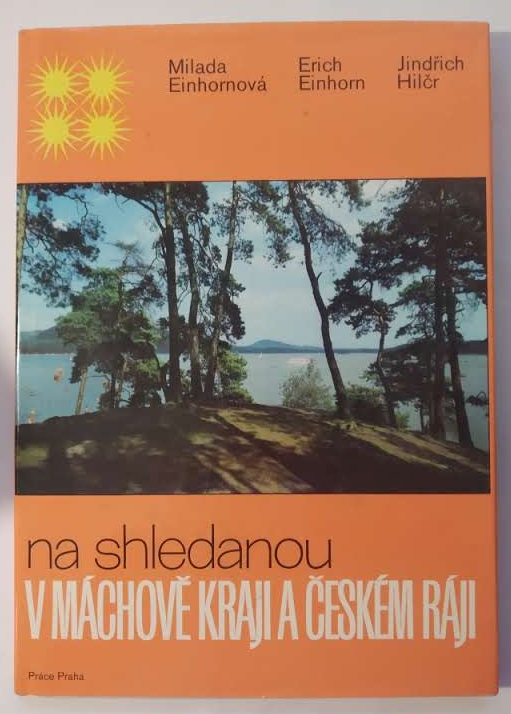 Milada Einhornová
Erich Einhorn
Jindřich Hilčr
na shledanou
V MÁCHOVĚ KRAJI A ČESKÉM RÁJI
Práce Praha